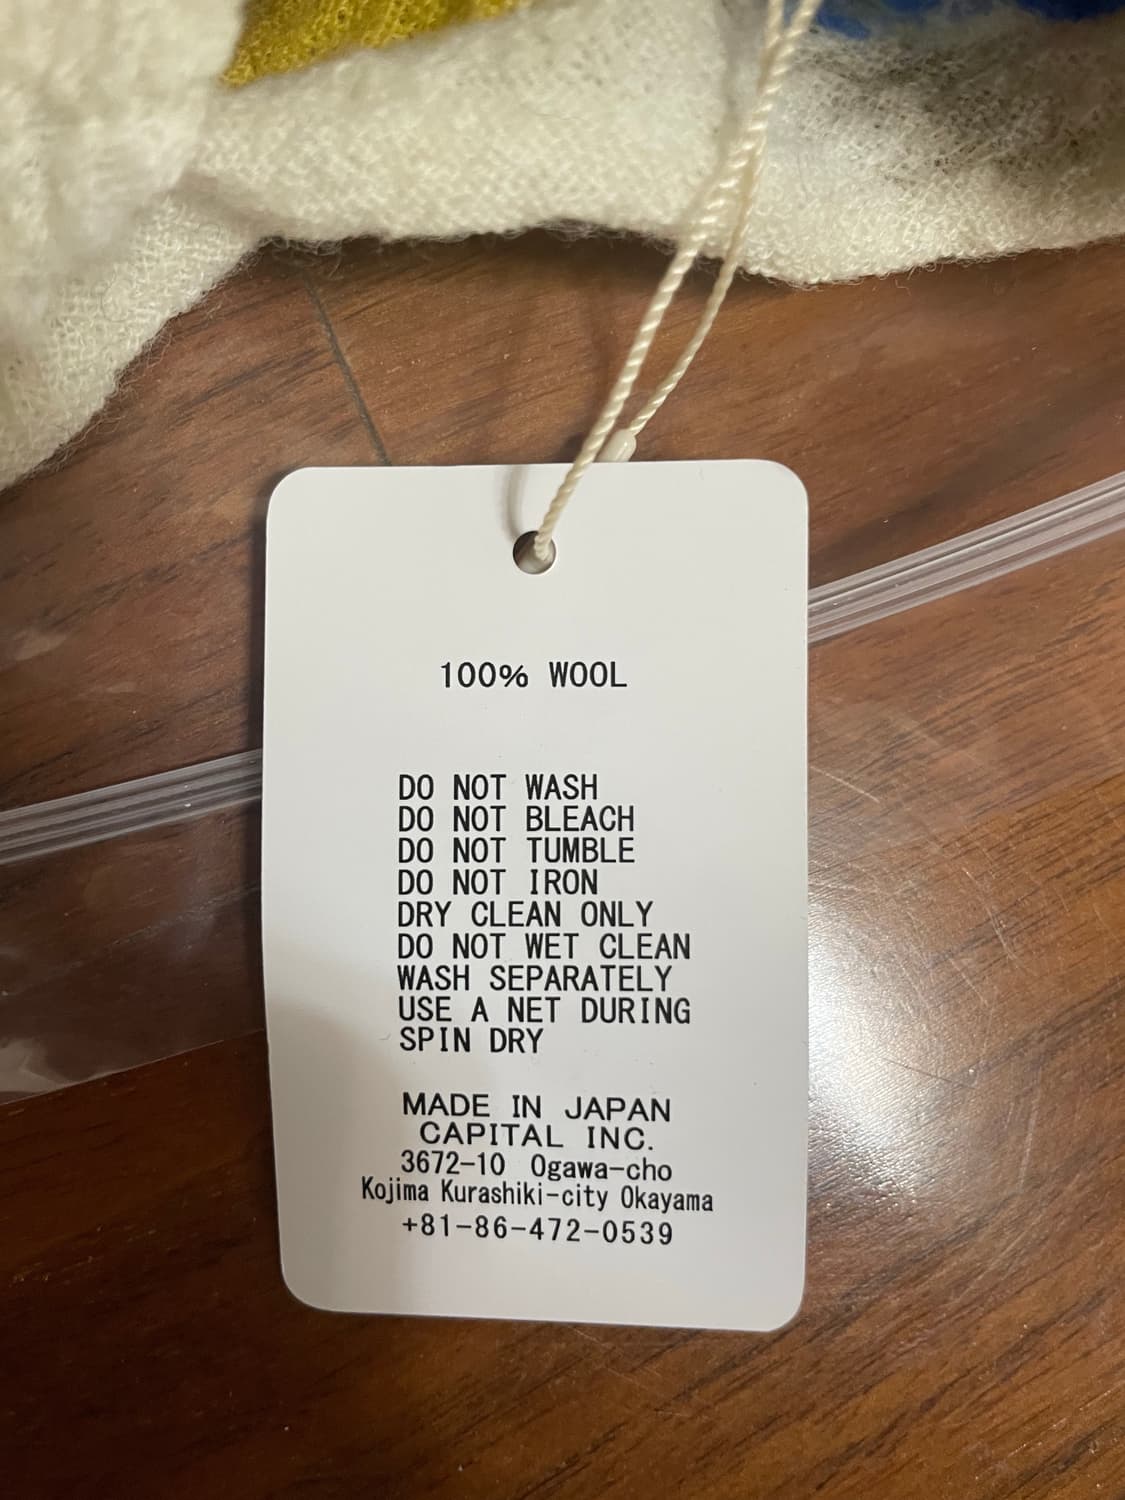 100% WOOL
DO NOT WASH
DO NOT BLEACH
DO NOT TUMBLE
DO NOT IRON
DRY CLEAN ONLY
DO NOT WET CLEAN
WASH SEPARATELY
USE A NET DURING
SPIN DRY
MADE IN JAPAN
CAPITAL INC.
3672-10 Ogawa-cho
Kojima Kurashiki-city Okayama
+81-86-472-0539